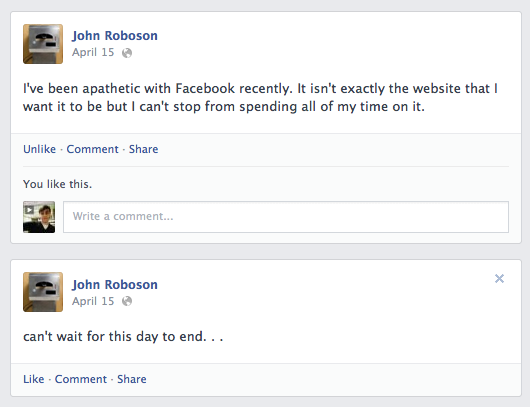 John Roboson
April 15
I've been apathetic with Facebook recently. It isn't exactly the website that I
want it to be but I can't stop from spending all of my time on it.
Unlike · Comment · Share
You like this.
Write a comment...
John Roboson
April 15
can't wait for this day to end. . .
Like · Comment · Share